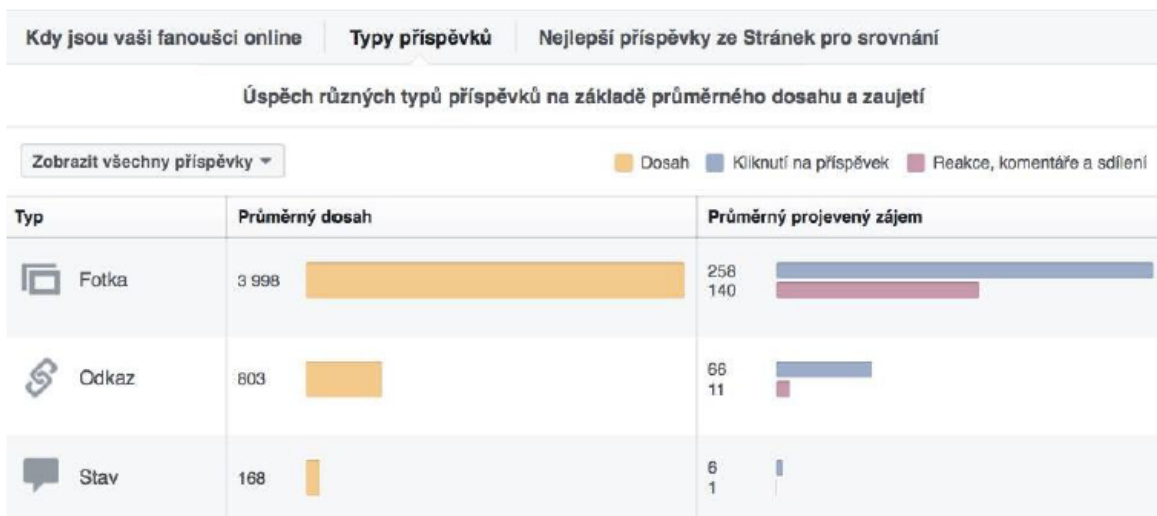 Kdy jsou vaši fanoušci online Typy příspěvků Nejlepší příspěvky ze Stránek pro srovnání
Úspěch různých typů příspěvků na základě průměrného dosahu a zaujetí
Zobrazit všechny příspěvky Dosah Kliknutí na příspěvek Reakce, komentáře a sdílení
Typ Průměrný dosah Průměrný projevený zájem
Fotka 3 998 258
140
Odkaz 803 66
11
Stav 168 6
1